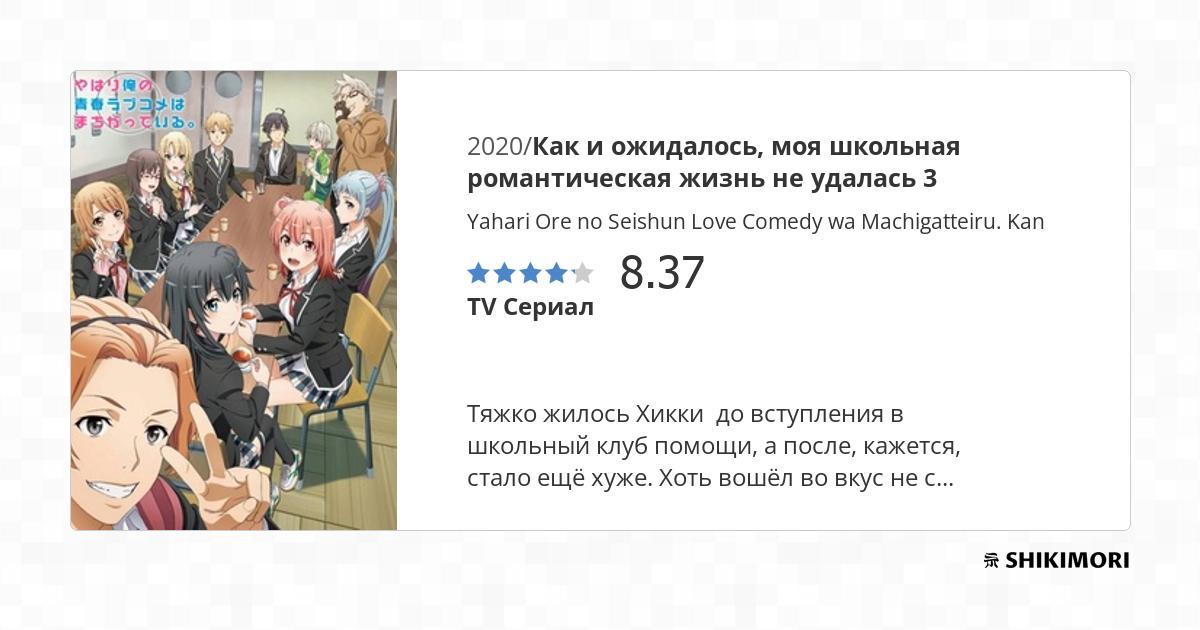 やはり俺の
青春ラブコメは
まちがっている。
2020/Как и ожидалось, моя школьная
романтическая жизнь не удалась 3
Yahari Ore no Seishun Love Comedy wa Machigatteiru. Kan
8.37
TV Сериал
Тяжко жилось Хикки  до вступления в
школьный клуб помощи, а после, кажется,
стало ещё хуже. Хоть вошёл во вкус не с...
SHIKIMORI